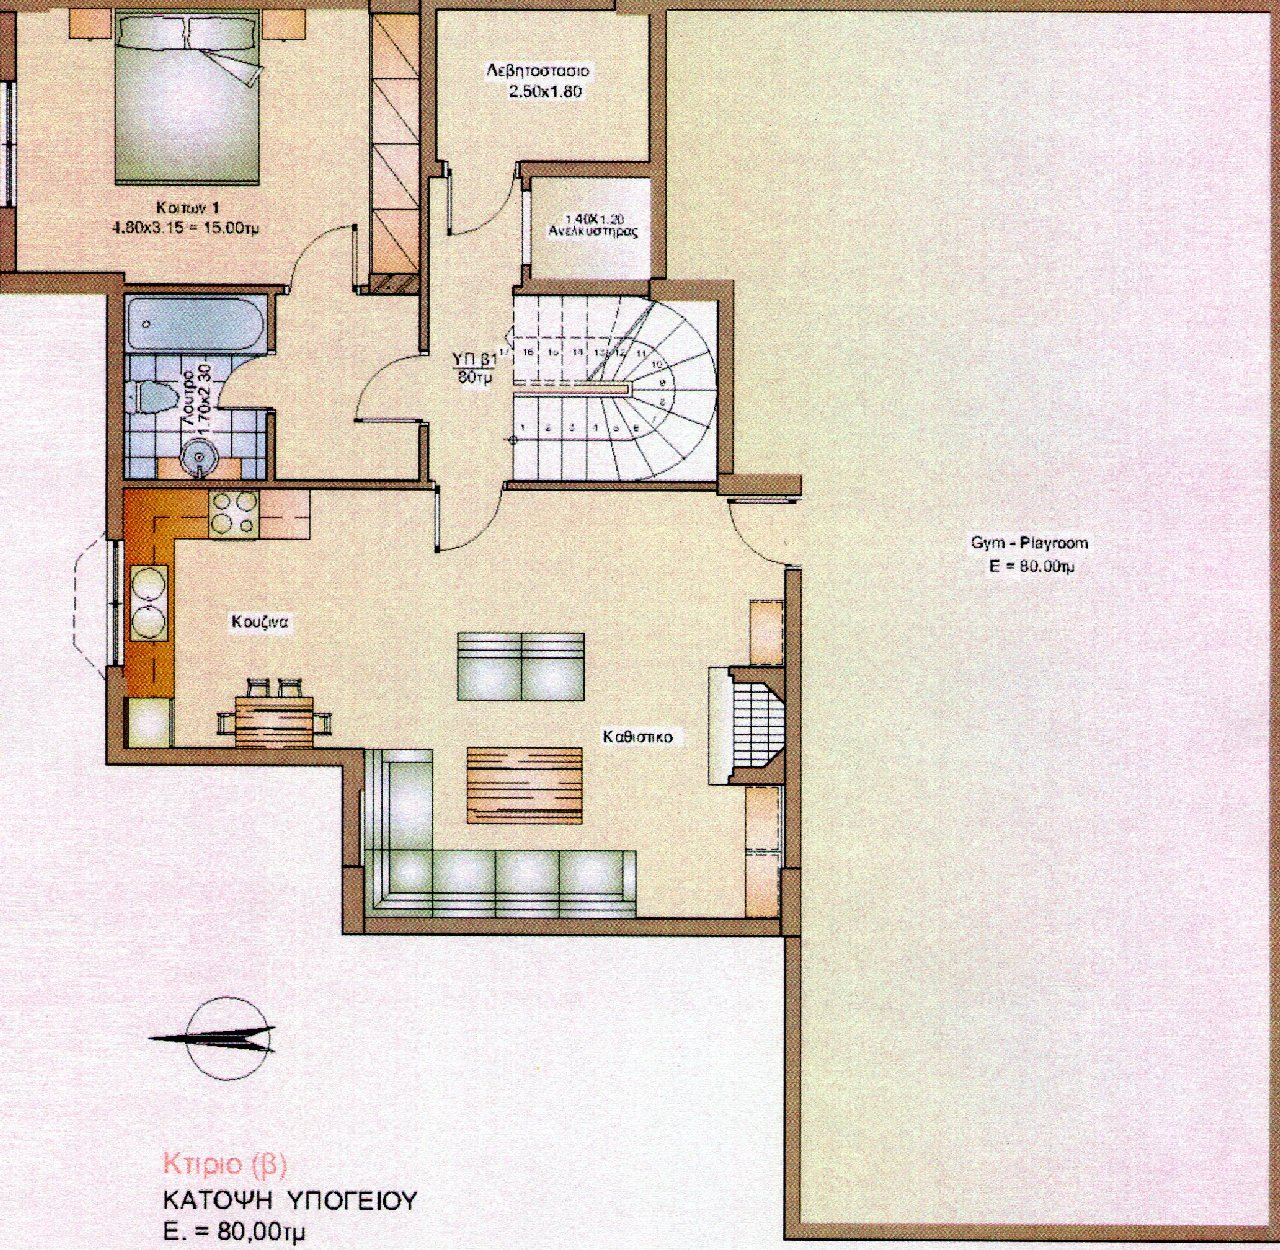 Λεβητοστασιο
2.50x1.80
Κοιτων 1
4.80x3.15 = 15.00τμ
1.40X1.20
Ανελκυστηρας
ΥΠ β1
80τμ
17 16 15 14 13 12 11
10
9
8
7
1 2 3 4 5 6
Λουτρο
1.70x2.30
Gym - Playroom
E = 80.00τμ
Κουζινα
Καθιστικο
Κτιριο (β)
ΚΑΤΟΨΗ ΥΠΟΓΕΙΟΥ
Ε. = 80,00τμ